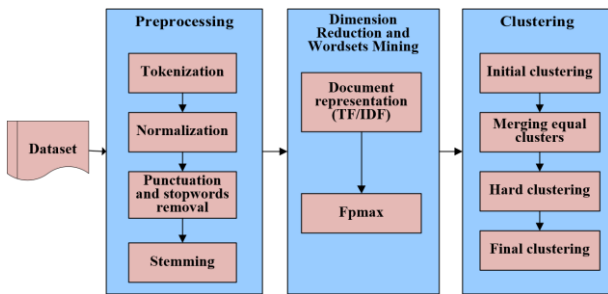 Dataset
Preprocessing
Tokenization
Normalization
Punctuation
and stopwords
removal
Stemming
Dimension
Reduction and
Wordsets Mining
Document
representation
(TF/IDF)
Fpmax
Clustering
Initial clustering
Merging equal
clusters
Hard clustering
Final clustering